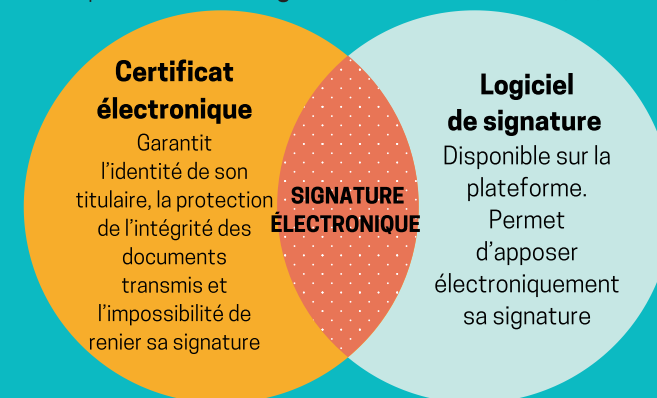 Certificat
électronique
Garantit
l'identité de son
titulaire, la protection
de l'intégrité des
documents
transmis et
l'impossibilité de
renier sa signature
SIGNATURE
ÉLECTRONIQUE
Logiciel
de signature
Disponible sur la
plateforme.
Permet
d'apposer
électroniquement
sa signature